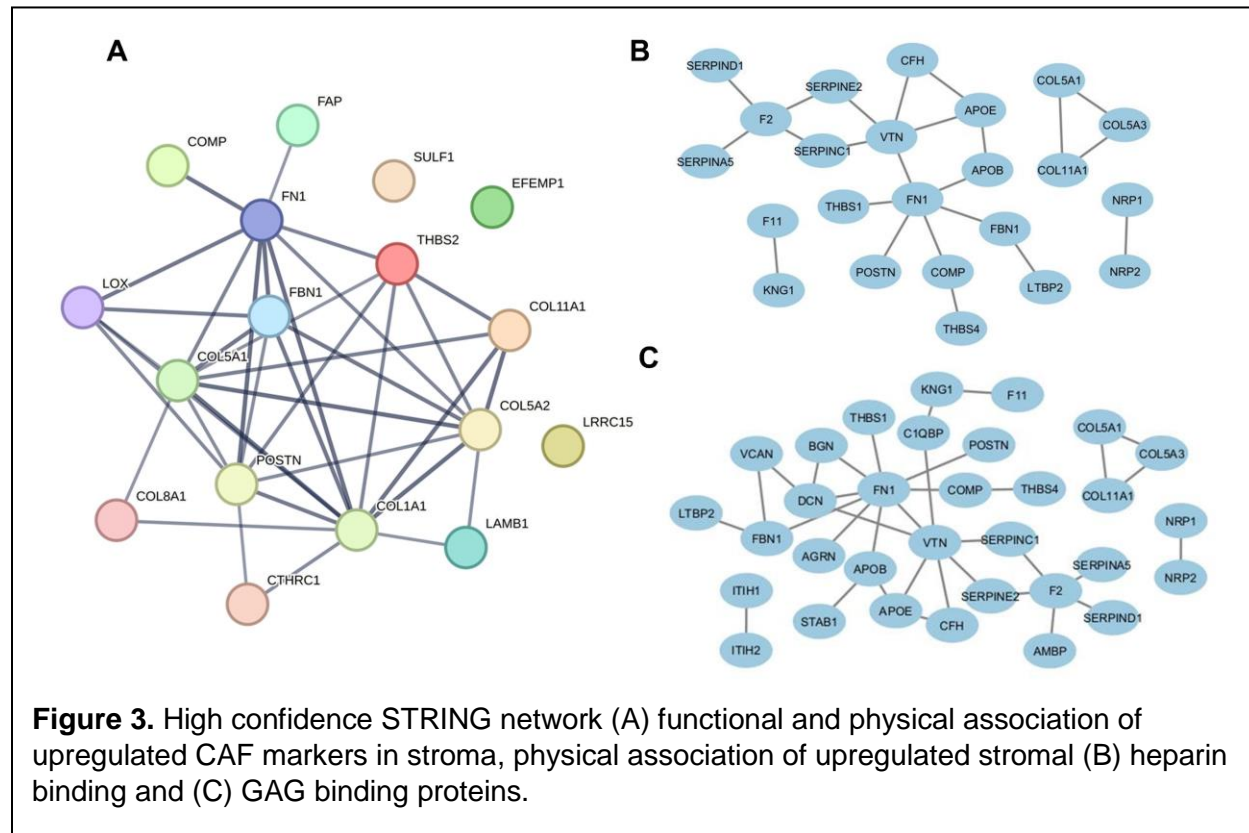 A
FAP
COMP
SULF1
EFEMP1
FN1
THBS2
LOX
FBN1
COL11A1
COL5A1
COL5A2
LRRC15
POSTN
COL8A1
COL1A1
LAMB1
CTHRC1
B
CFH
SERPIND1
SERPINE2
COL5A1
APOE
F2
VTN
COL5A3
SERPINC1
SERPINA5
APOB
COL11A1
FN1
NRP1
THBS1
F11
FBN1
POSTN
COMP
NRP2
KNG1
LTBP2
THBS4
C
KNG1
F11
THBS1
C1QBP
COL5A1
BGN
POSTN
VCAN
COL5A3
FN1
COMP
THBS4
DCN
COL11A1
LTBP2
NRP1
FBN1
VTN
SERPINC1
AGRN
APOB
SERPINA5
NRP2
ITIH1
SERPINE2
F2
APOE
STAB1
CFH
SERPIND1
ITIH2
AMBP
Figure 3. High confidence STRING network (A) functional and physical association of
upregulated CAF markers in stroma, physical association of upregulated stromal (B) heparin
binding and (C) GAG binding proteins.